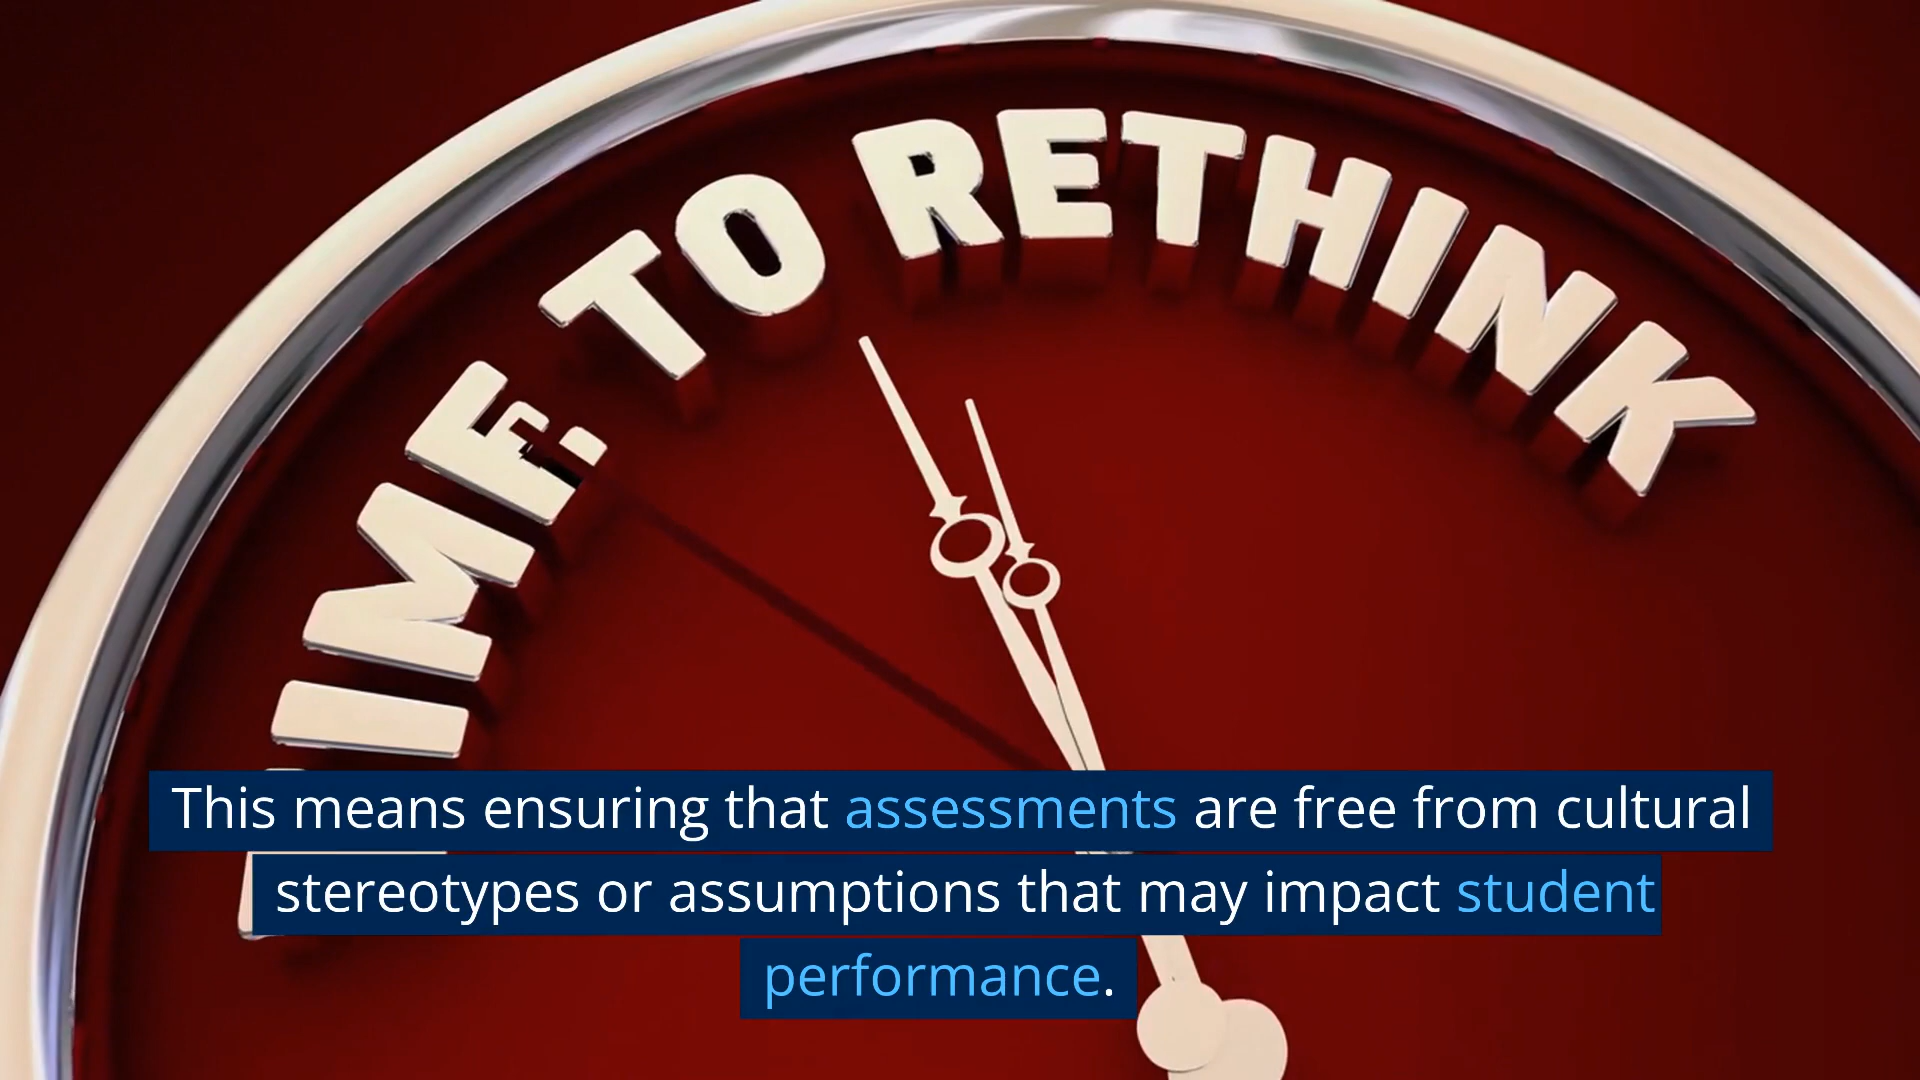 TIME TO RETHINK
This means ensuring that assessments are free from cultural
stereotypes or assumptions that may impact student
performance.